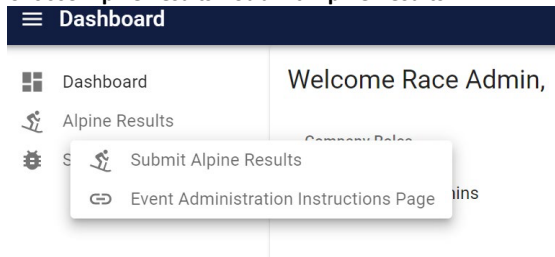 Dashboard
Dashboard
Welcome Race Admin,
Alpine Results
Submit Alpine Results
Event Administration Instructions Page